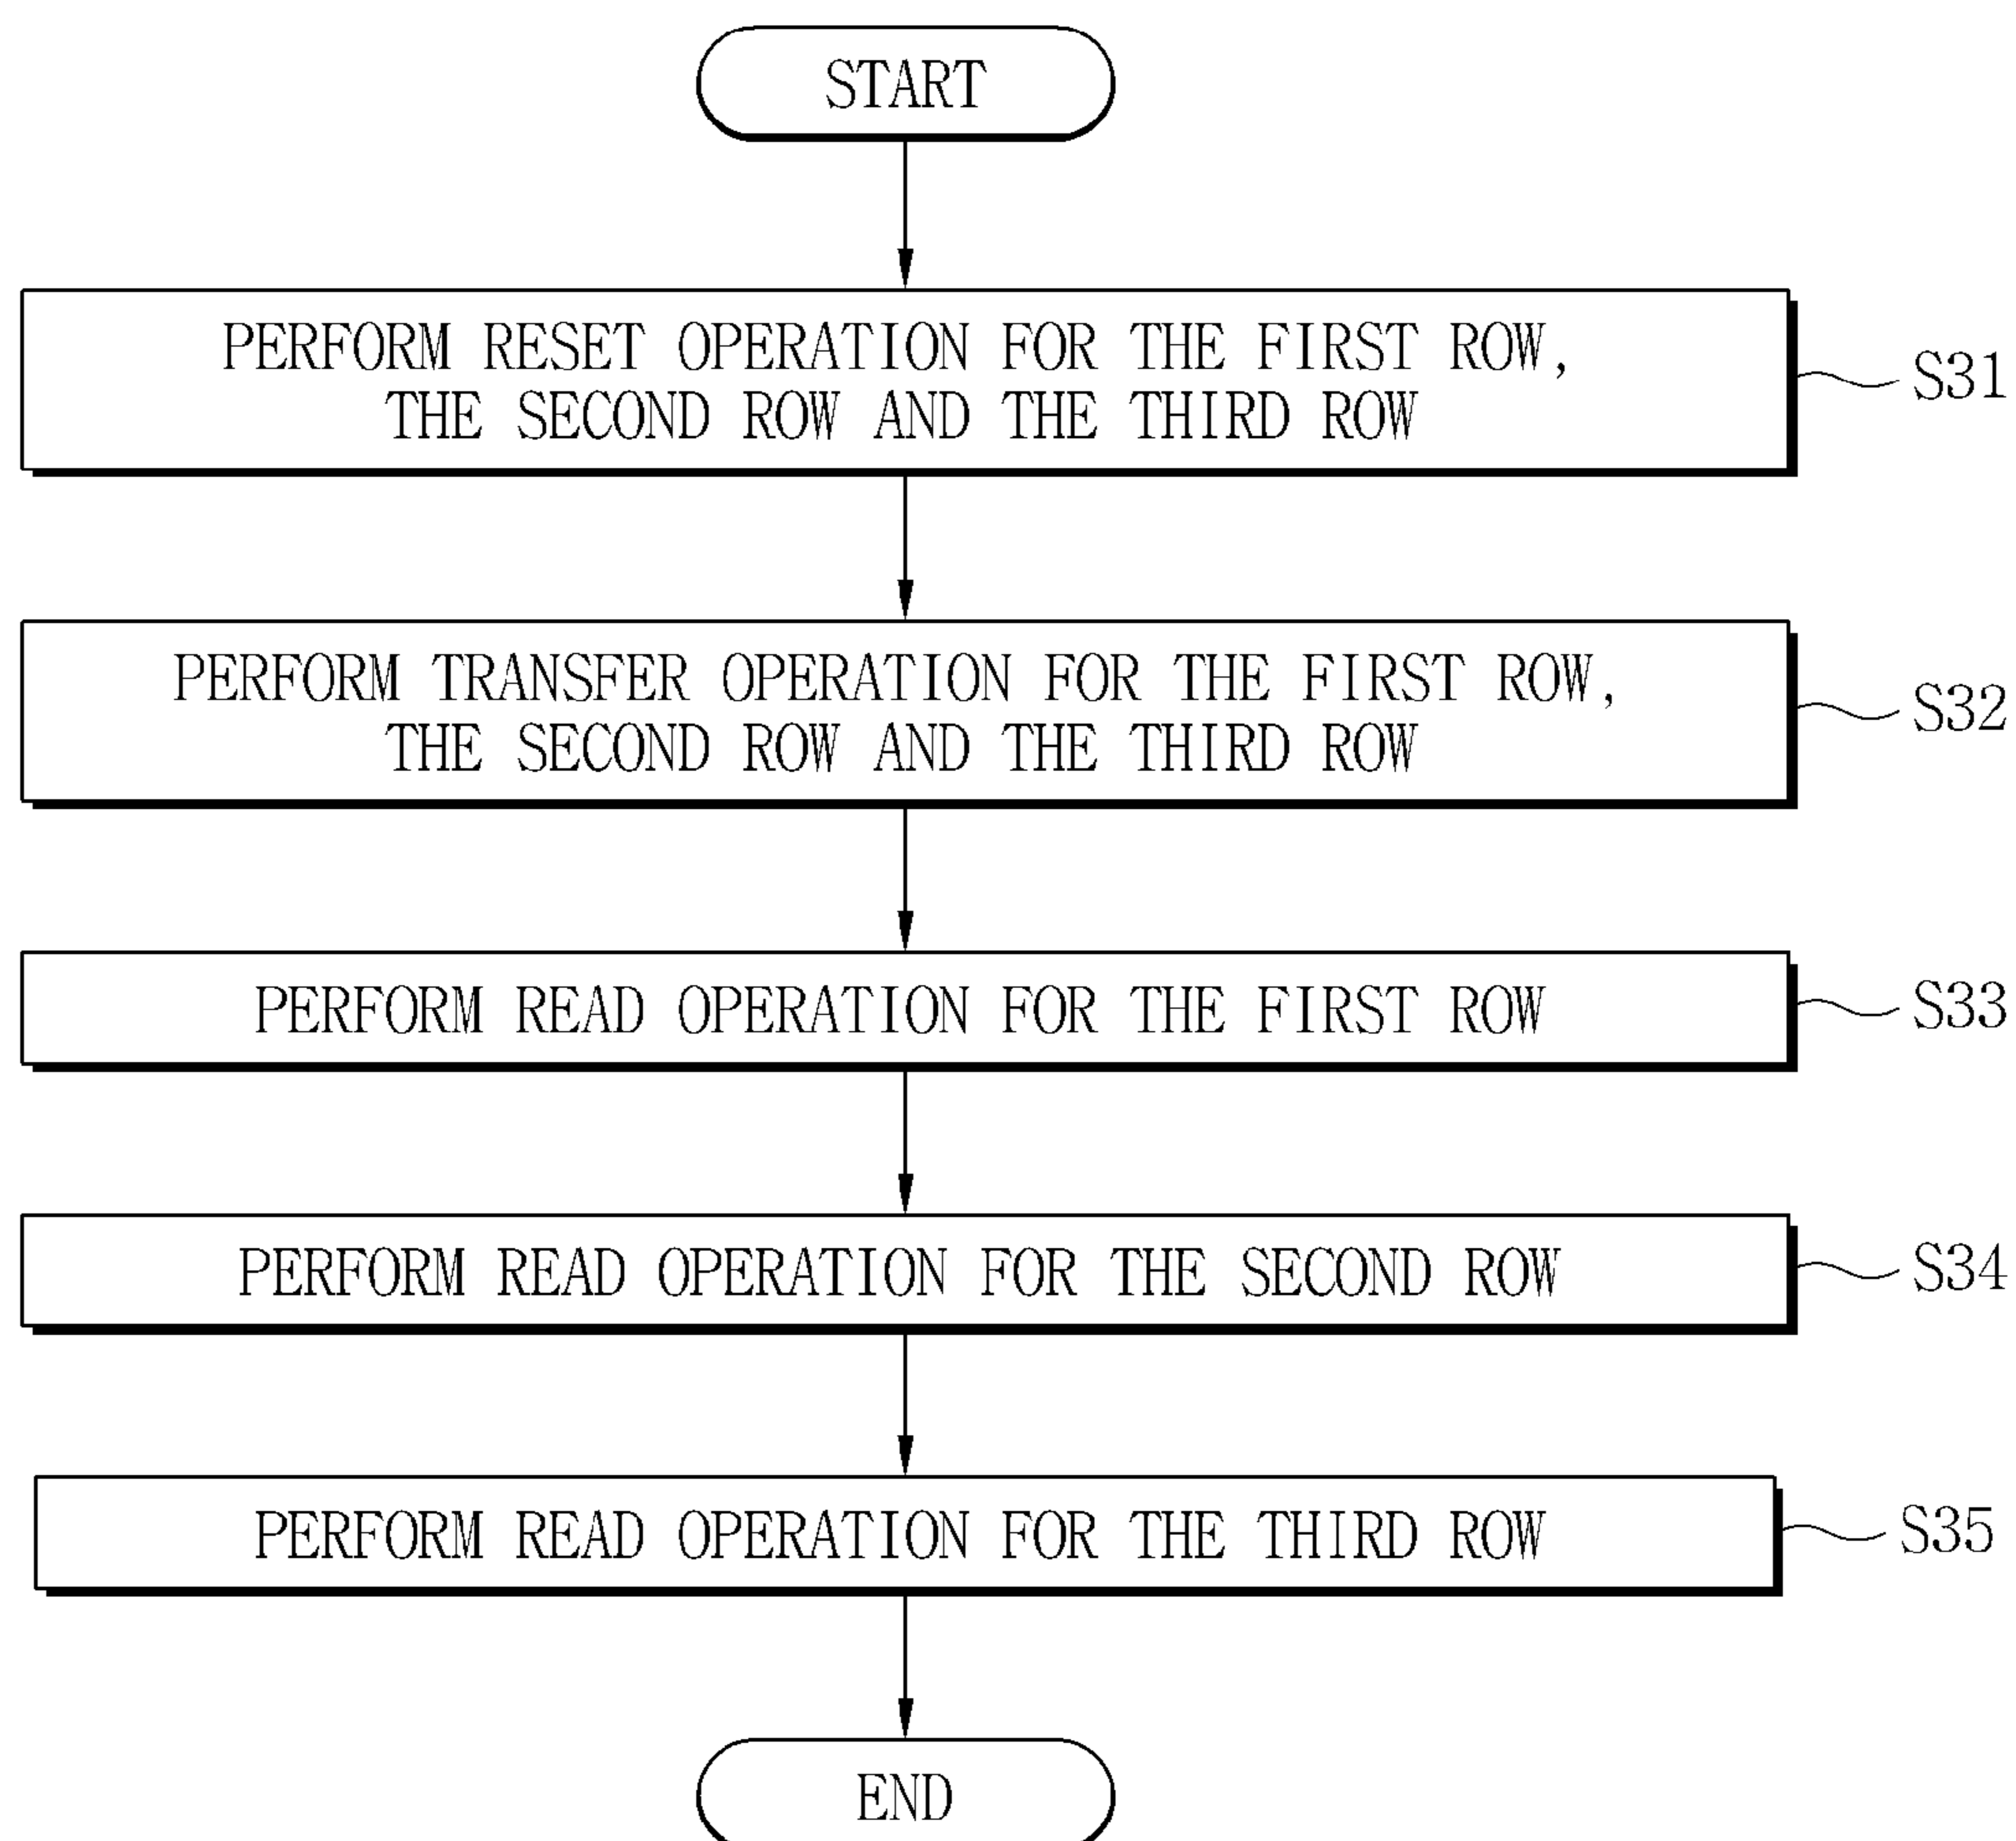 START
PERFORM RESET OPERATION FOR THE FIRST ROW,
THE SECOND ROW AND THE THIRD ROW
S31
PERFORM TRANSFER OPERATION FOR THE FIRST ROW,
THE SECOND ROW AND THE THIRD ROW
S32
PERFORM READ OPERATION FOR THE FIRST ROW
S33
PERFORM READ OPERATION FOR THE SECOND ROW
S34
PERFORM READ OPERATION FOR THE THIRD ROW
S35
END